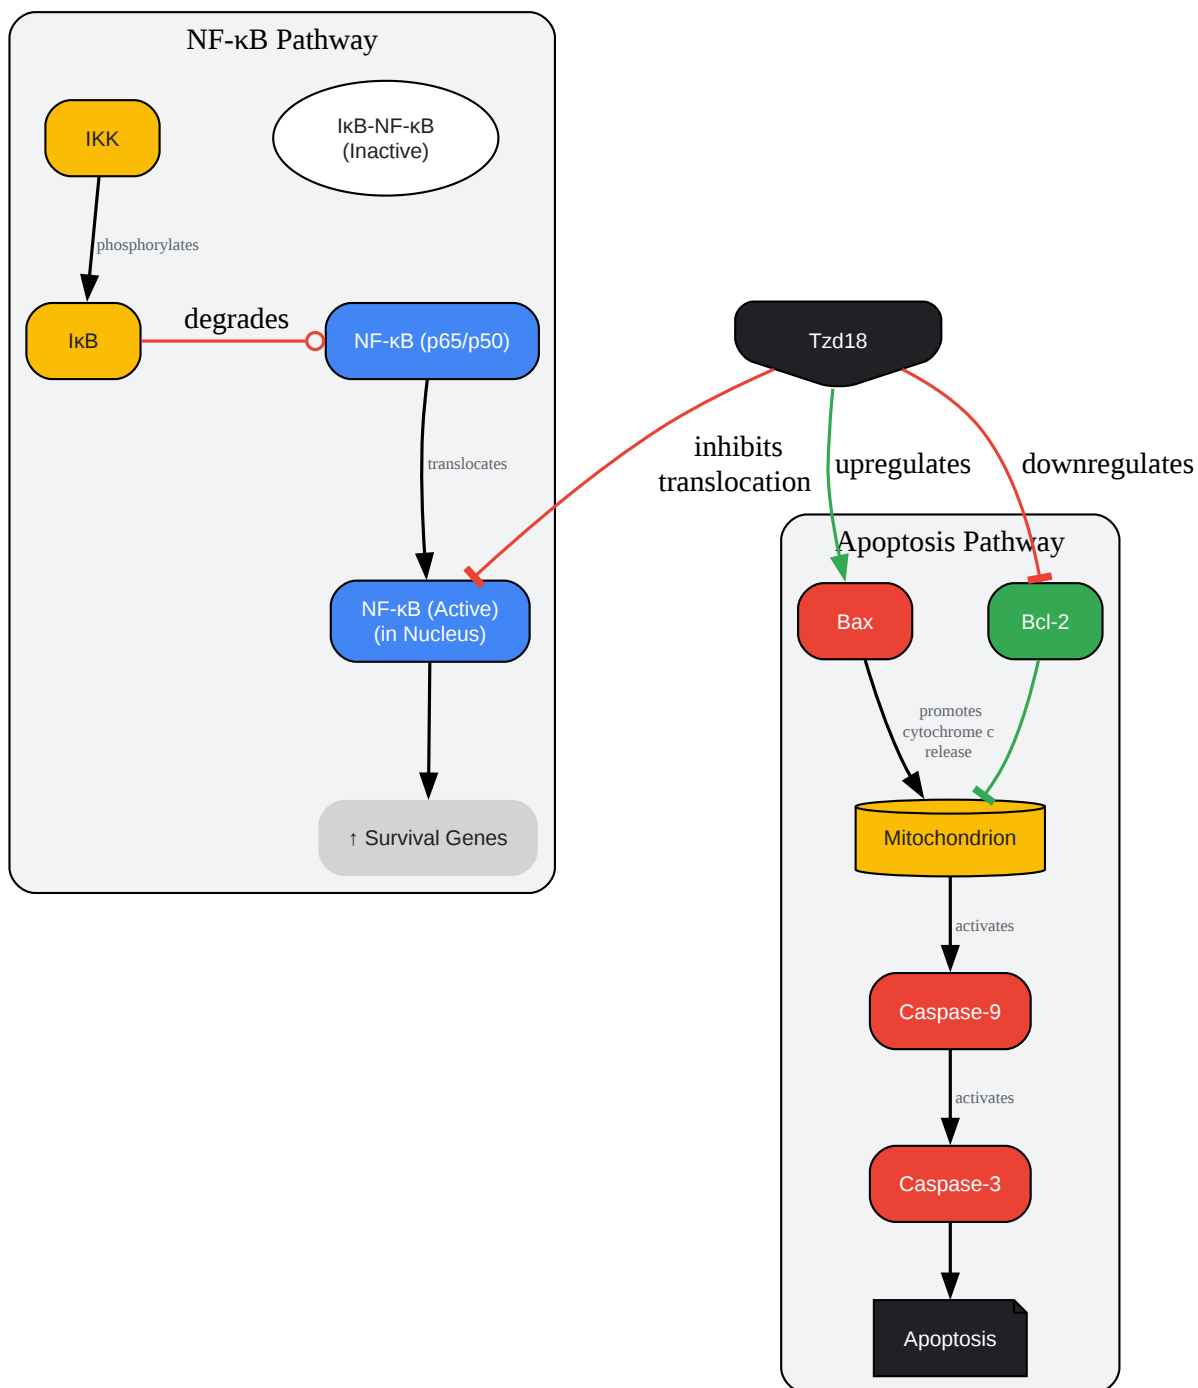 NF-κB Pathway
IKK
IκB-NF-κB
(Inactive)
phosphorylates
IκB
degrades
NF-κB (p65/p50)
translocates
NF-κB (Active)
(in Nucleus)
↑ Survival Genes
Tzd18
inhibits
translocation
upregulates
downregulates
Apoptosis Pathway
Bax
Bcl-2
promotes
cytochrome c
release
Mitochondrion
activates
Caspase-9
activates
Caspase-3
Apoptosis